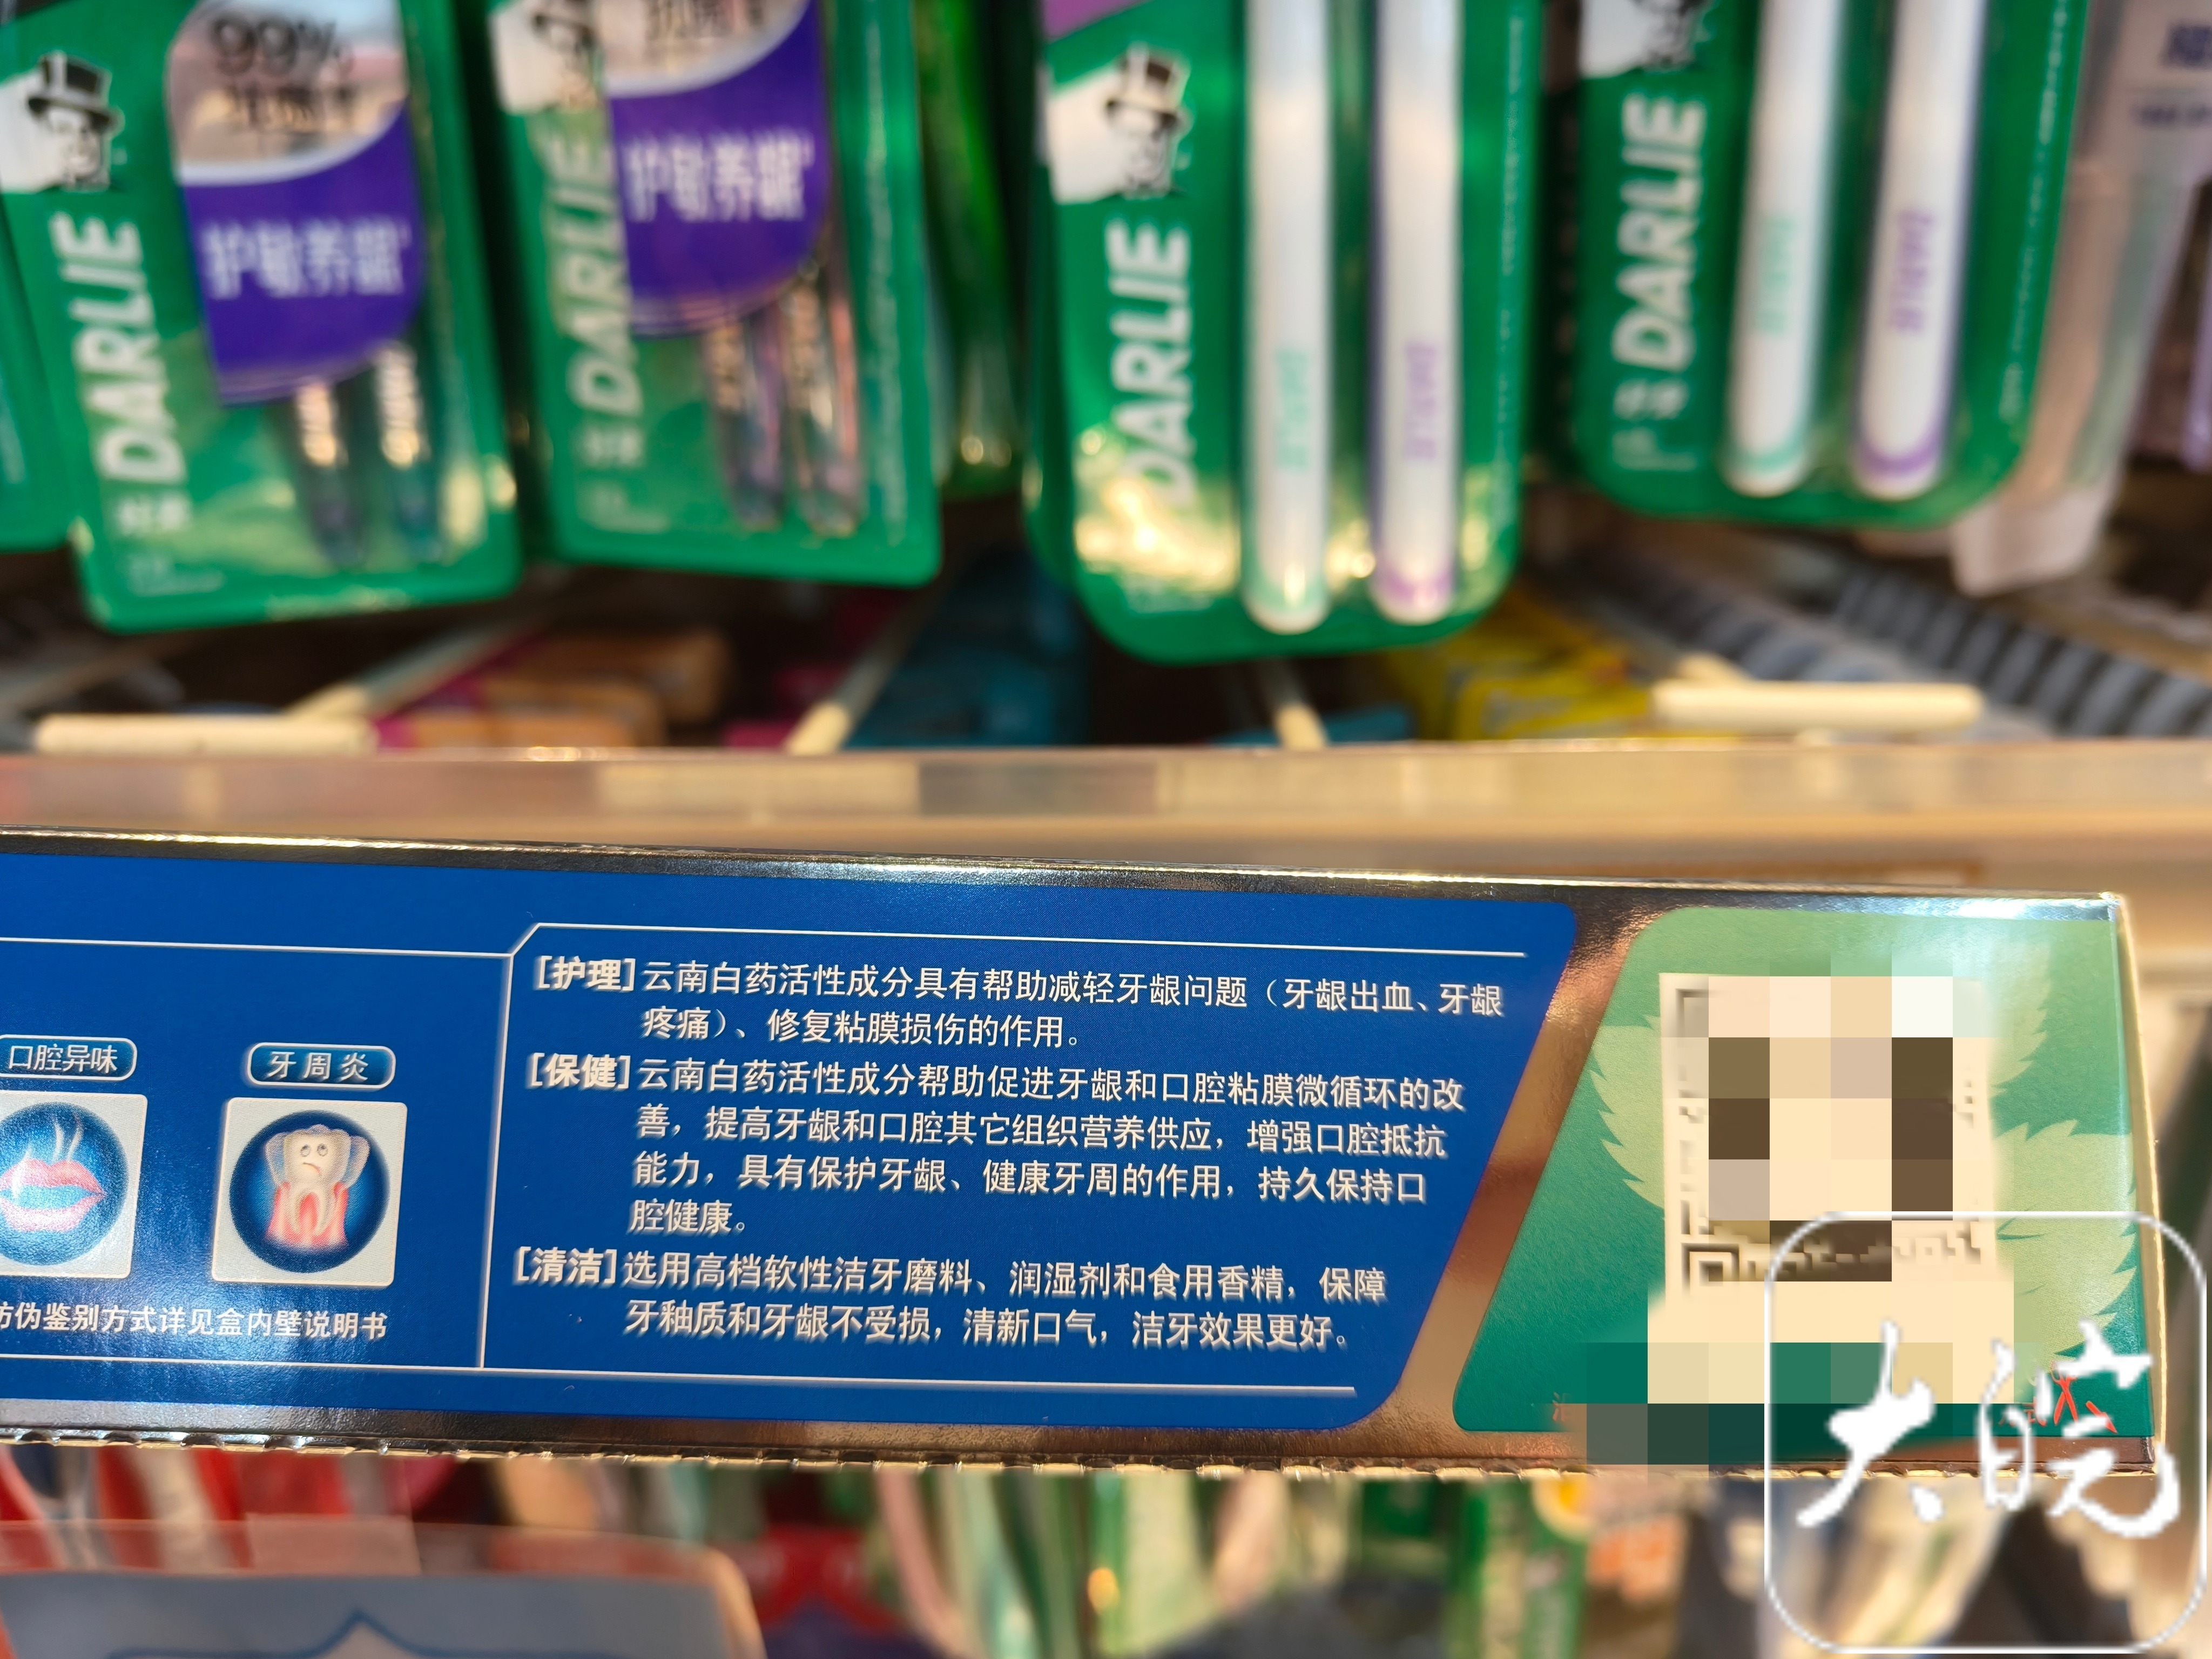 99%
护敏养龈
护敏养龈
DARLIE
DARLIE
DARLIE
DARLIE
[护理]云南白药活性成分具有帮助减轻牙龈问题（牙龈出血、牙龈
疼痛）、修复粘膜损伤的作用。
[保健]云南白药活性成分帮助促进牙龈和口腔粘膜微循环的改
善，提高牙龈和口腔其它组织营养供应，增强口腔抵抗
能力，具有保护牙龈、健康牙周的作用，持久保持口
腔健康。
[清洁]选用高档软性洁牙磨料、润湿剂和食用香精，保障
牙釉质和牙龈不受损，清新口气，洁牙效果更好。
口腔异味
牙周炎
防伪鉴别方式详见盒内壁说明书
大皖